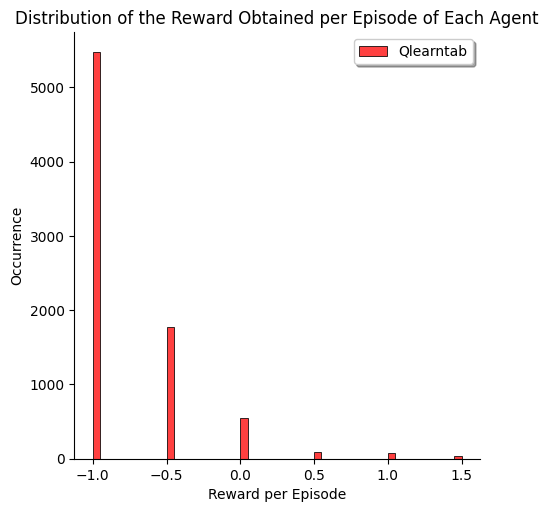 Distribution of the Reward Obtained per Episode of Each Agent
Qlearntab
5000
4000
3000
2000
1000
0
Occurrence
−1.0 −0.5 0.0 0.5 1.0 1.5
Reward per Episode